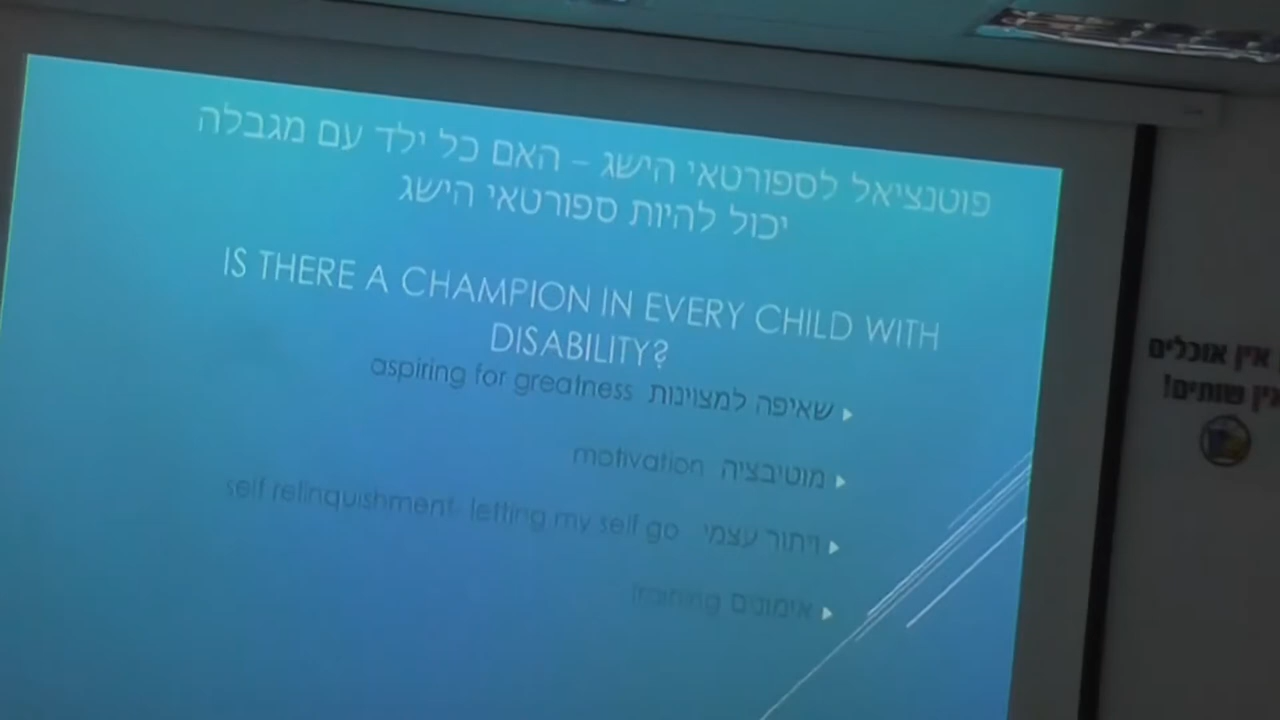 פוטנציאל לספורטאי הישג – האם כל ילד עם מגבלה
יכול להיות ספורטאי הישג
IS THERE A CHAMPION IN EVERY CHILD WITH
DISABILITY?
שאיפה למצוינות aspiring for greatness
מוטיבציה motivation
ויתור עצמי self relinquishment- letting my self go
אימונים training
אין אוכלים
אין שותים!